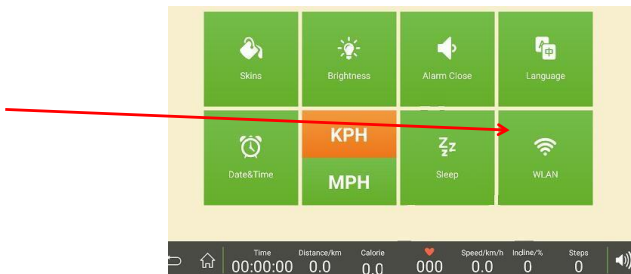 Skins
Brightness
Alarm Close
Language
Date&Time
KPH
MPH
Sleep
WLAN
Time Distance/km Calorie Speed/km/h Incline/% Steps
00:00:00 0.0 0.0 000 0.0 0 0